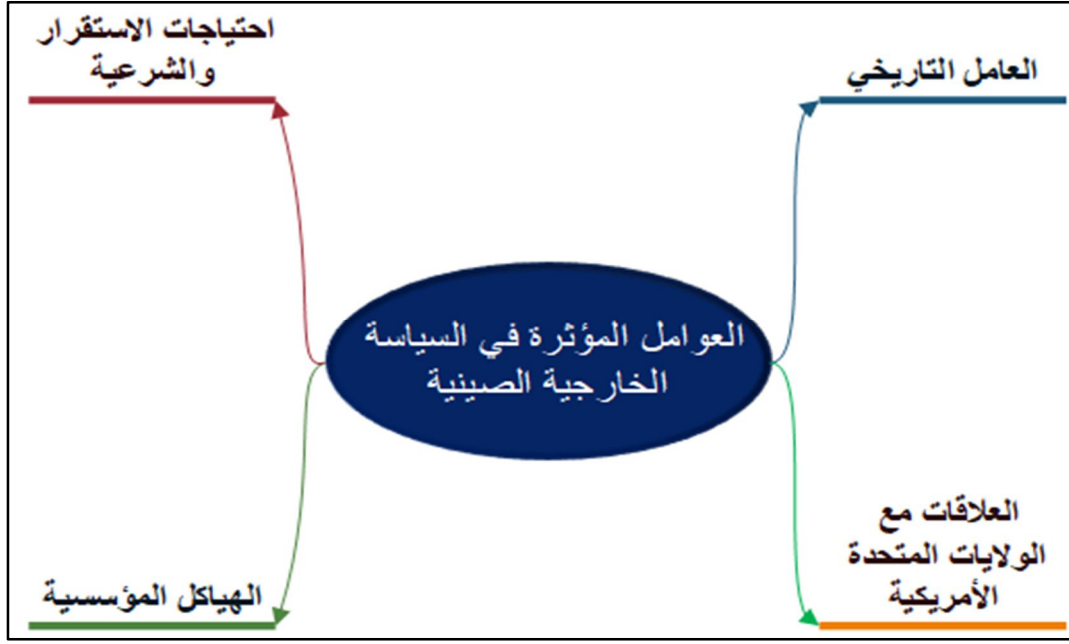 العوامل المؤثرة في السياسة
الخارجية الصينية
العامل التاريخي
العلاقات مع
الولايات المتحدة
الأمريكية
احتياجات الاستقرار
والشرعية
الهياكل المؤسسية